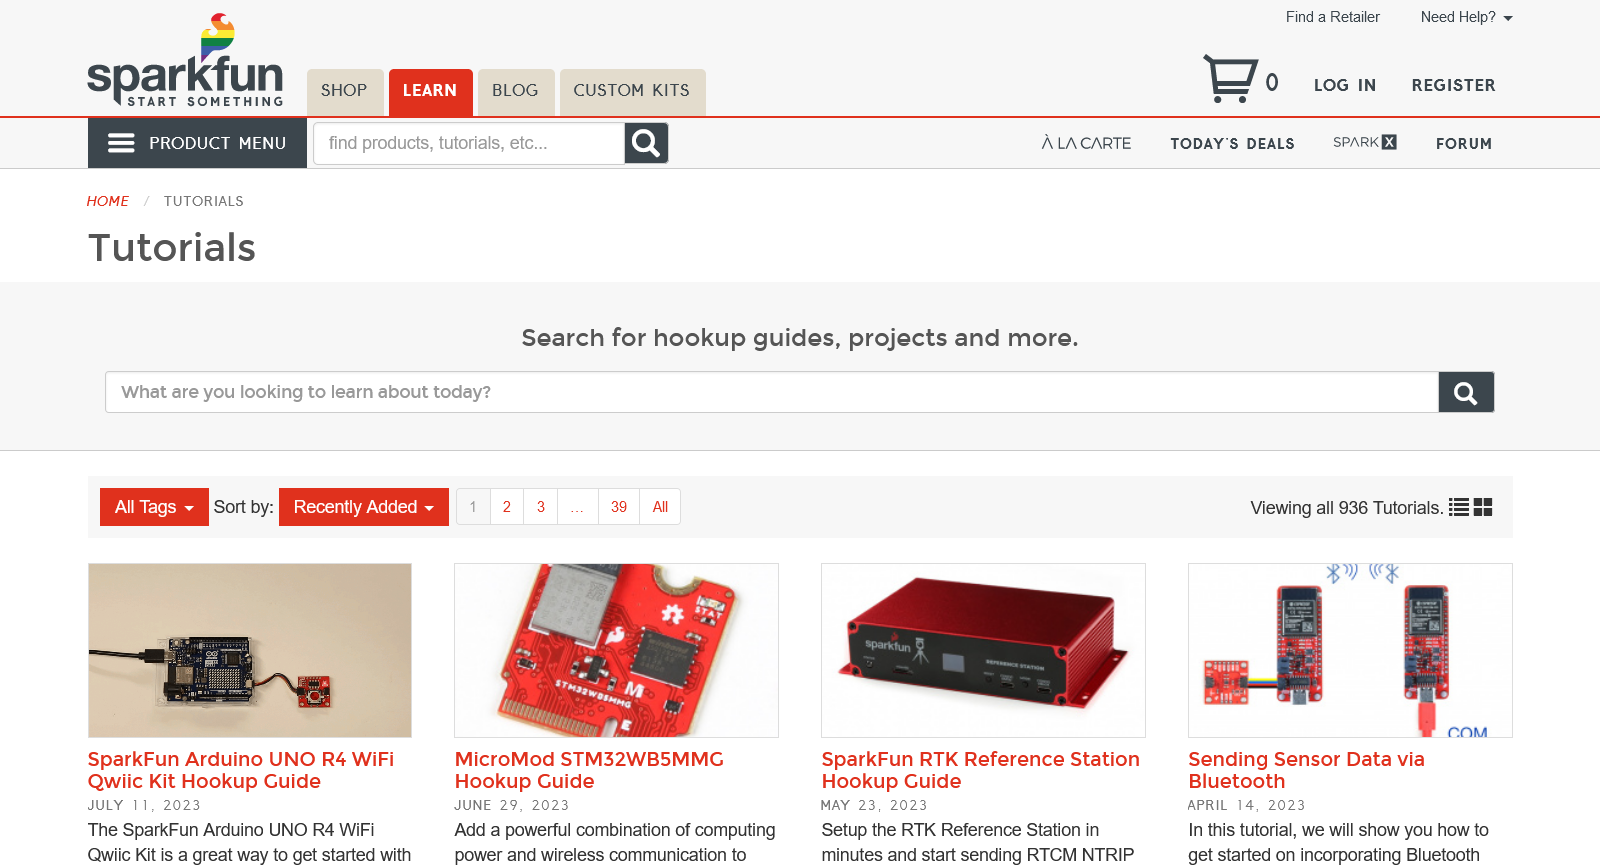 Find a Retailer
Need Help?
sparkfun
START SOMETHING
SHOP
LEARN
BLOG
CUSTOM KITS
0
LOG IN
REGISTER
PRODUCT MENU
find products, tutorials, etc...
À LA CARTE
TODAY'S DEALS
SPARK X
FORUM
HOME / TUTORIALS
Tutorials
Search for hookup guides, projects and more.
What are you looking to learn about today?
All Tags
Sort by:
Recently Added
1 2 3 ... 39 All
Viewing all 936 Tutorials.
STAT
STM32WB5MMG
M
E
sparkfun
REFERENCE STATION
COM
SparkFun Arduino UNO R4 WiFi
Qwiic Kit Hookup Guide
JULY 11, 2023
The SparkFun Arduino UNO R4 WiFi
Qwiic Kit is a great way to get started with
MicroMod STM32WB5MMG
Hookup Guide
JUNE 29, 2023
Add a powerful combination of computing
power and wireless communication to
SparkFun RTK Reference Station
Hookup Guide
MAY 23, 2023
Setup the RTK Reference Station in
minutes and start sending RTCM NTRIP
Sending Sensor Data via
Bluetooth
APRIL 14, 2023
In this tutorial, we will show you how to
get started on incorporating Bluetooth